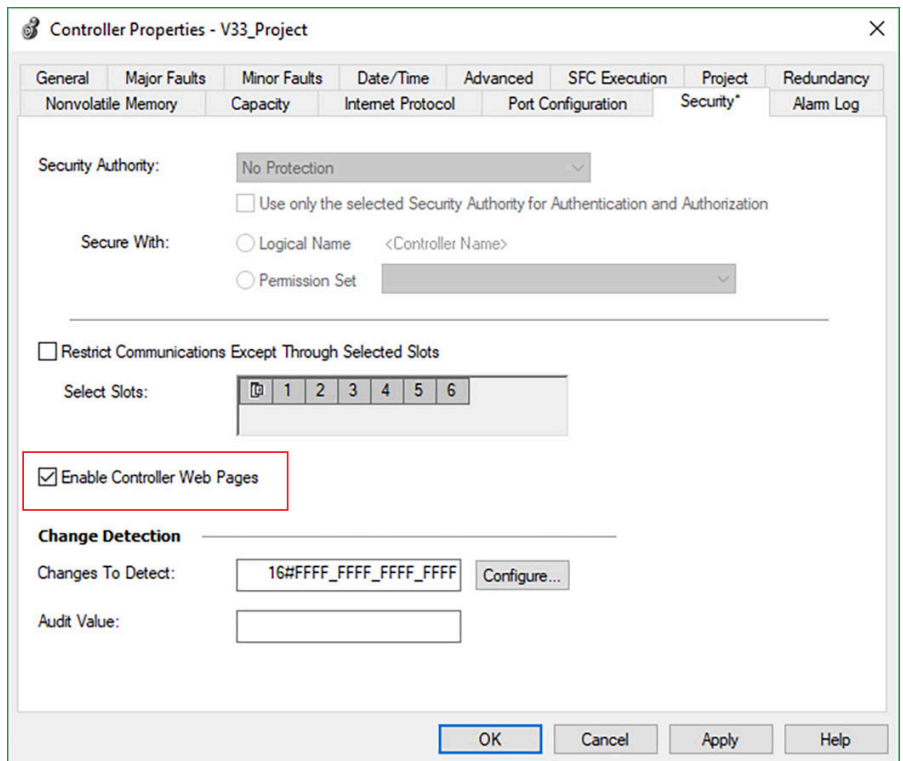 Controller Properties - V33_Project
General Major Faults Minor Faults Date/Time Advanced SFC Execution Project Redundancy
Nonvolatile Memory Capacity Internet Protocol Port Configuration Security* Alarm Log
Security Authority: No Protection
Use only the selected Security Authority for Authentication and Authorization
Secure With: Logical Name <Controller Name>
Permission Set
Restrict Communications Except Through Selected Slots
Select Slots: 1 2 3 4 5 6
Enable Controller Web Pages
Change Detection
Changes To Detect: 16#FFFF_FFFF_FFFF_FFFF Configure...
Audit Value:
OK Cancel Apply Help